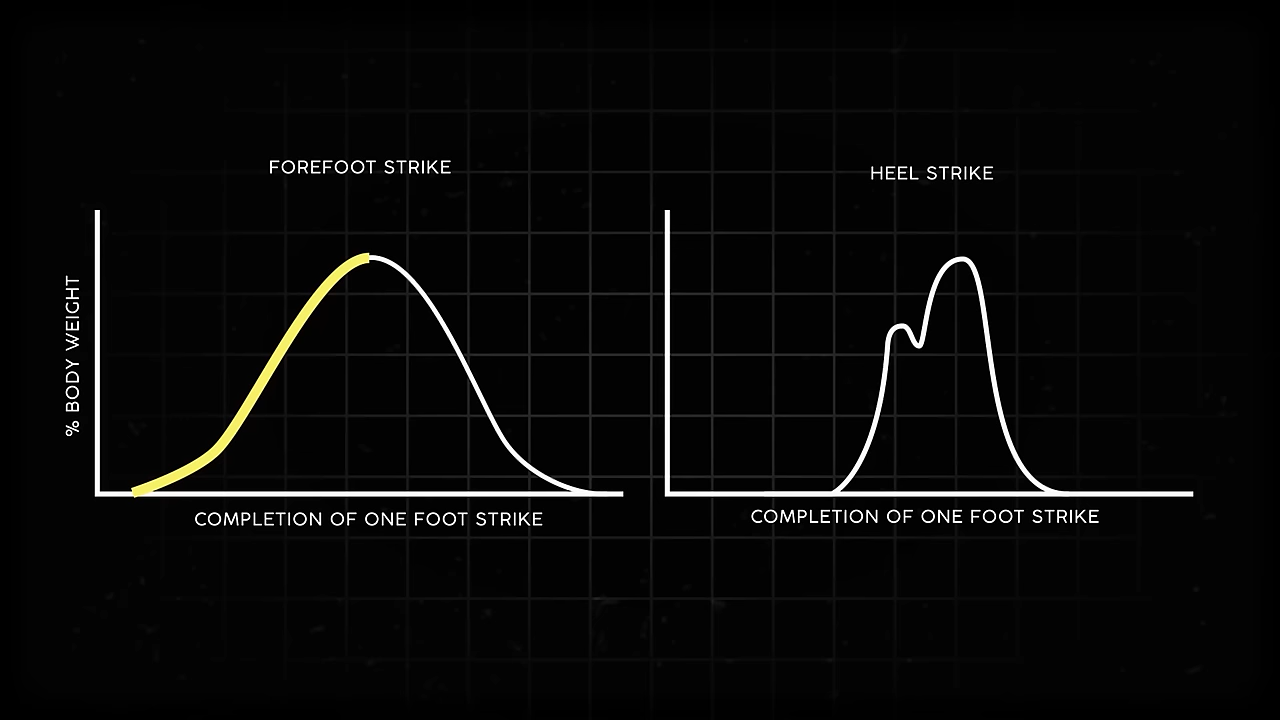 FOREFOOT STRIKE
% BODY WEIGHT
COMPLETION OF ONE FOOT STRIKE
HEEL STRIKE
COMPLETION OF ONE FOOT STRIKE